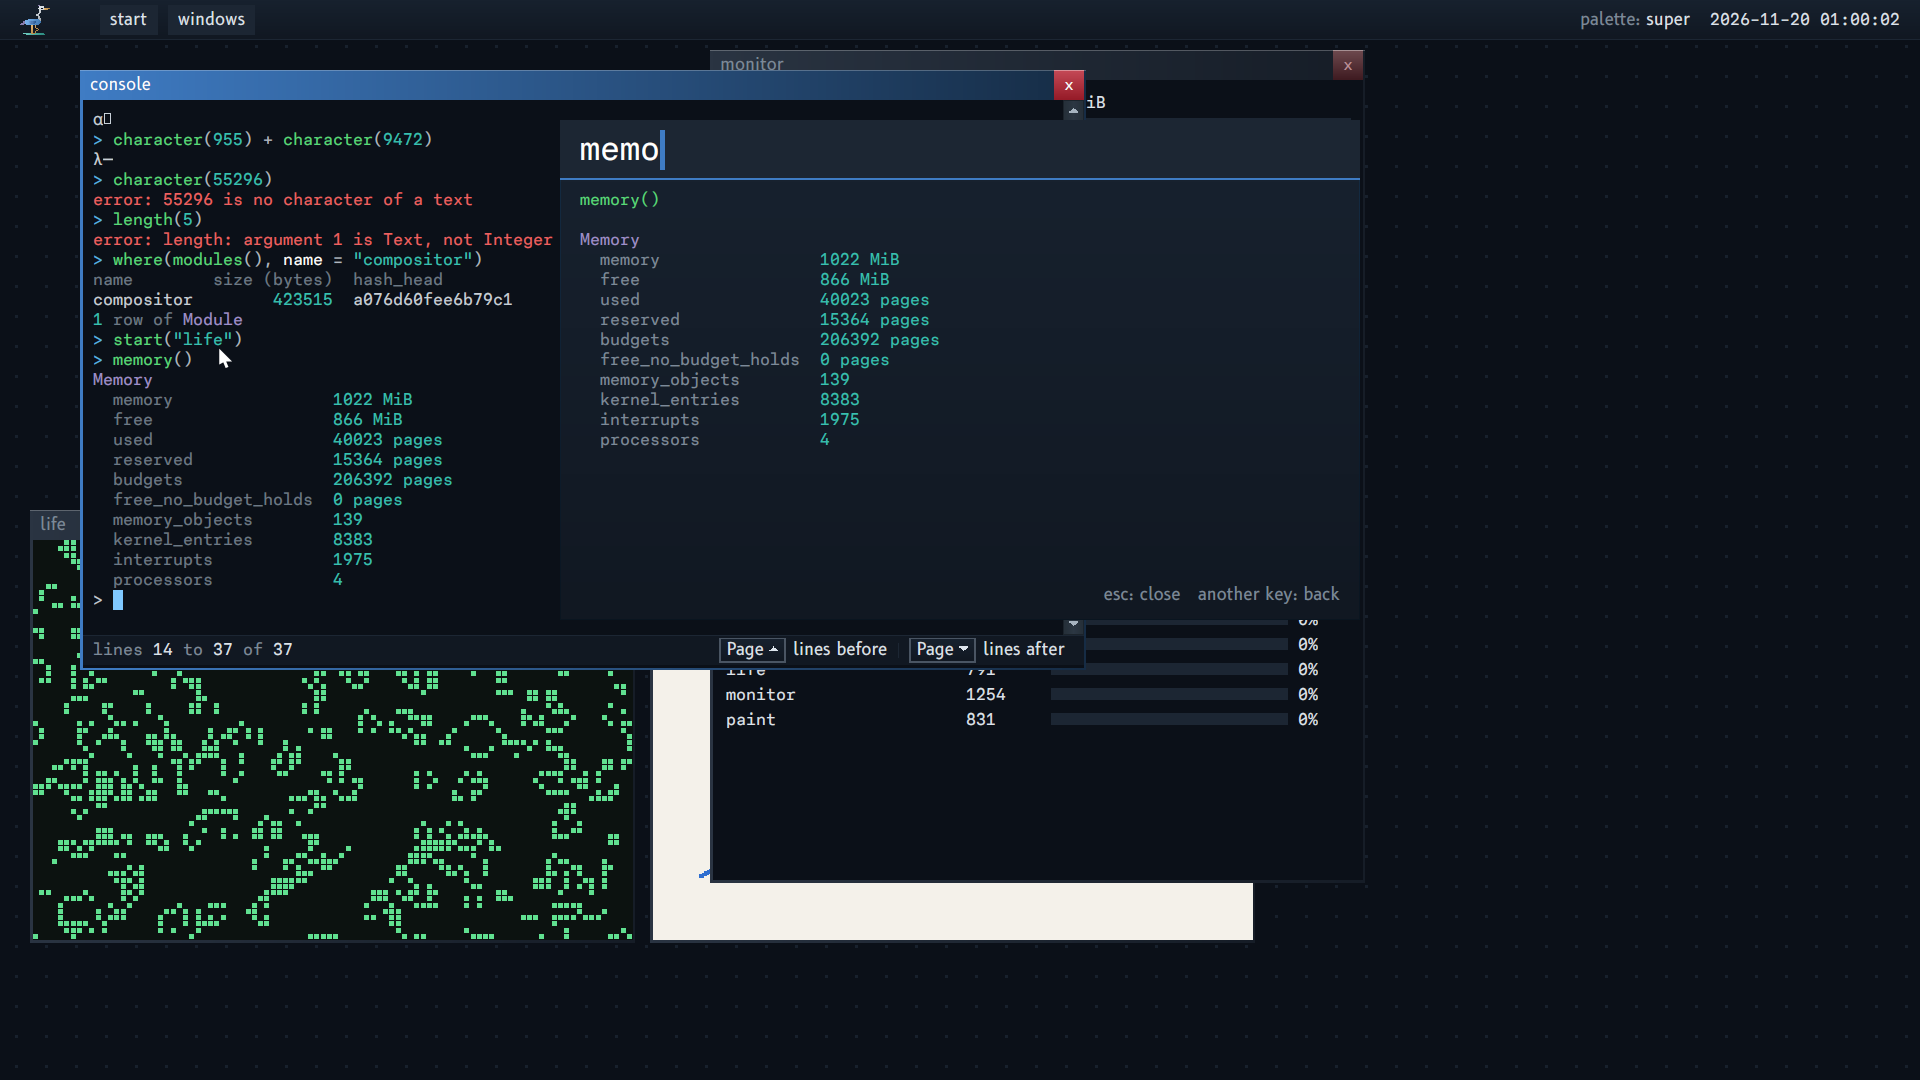 start windows palette: super 2026-11-20 01:00:02
monitor x
console x
iB
α
> character(955) + character(9472)
λ─
> character(55296)
error: 55296 is no character of a text
> length(5)
error: length: argument 1 is Text, not Integer
> where(modules(), name = "compositor")
name size (bytes) hash_head
compositor 423515 a076d60fee6b79c1
1 row of Module
> start("life")
> memory()
Memory
memory 1022 MiB
free 866 MiB
used 40023 pages
reserved 15364 pages
budgets 206392 pages
free_no_budget_holds 0 pages
memory_objects 139
kernel_entries 8383
interrupts 1975
processors 4
>
lines 14 to 37 of 37 Page lines before Page lines after
memo
memory()
Memory
memory 1022 MiB
free 866 MiB
used 40023 pages
reserved 15364 pages
budgets 206392 pages
free_no_budget_holds 0 pages
memory_objects 139
kernel_entries 8383
interrupts 1975
processors 4
esc: close another key: back
life
0%
0%
life 791 0%
monitor 1254 0%
paint 831 0%